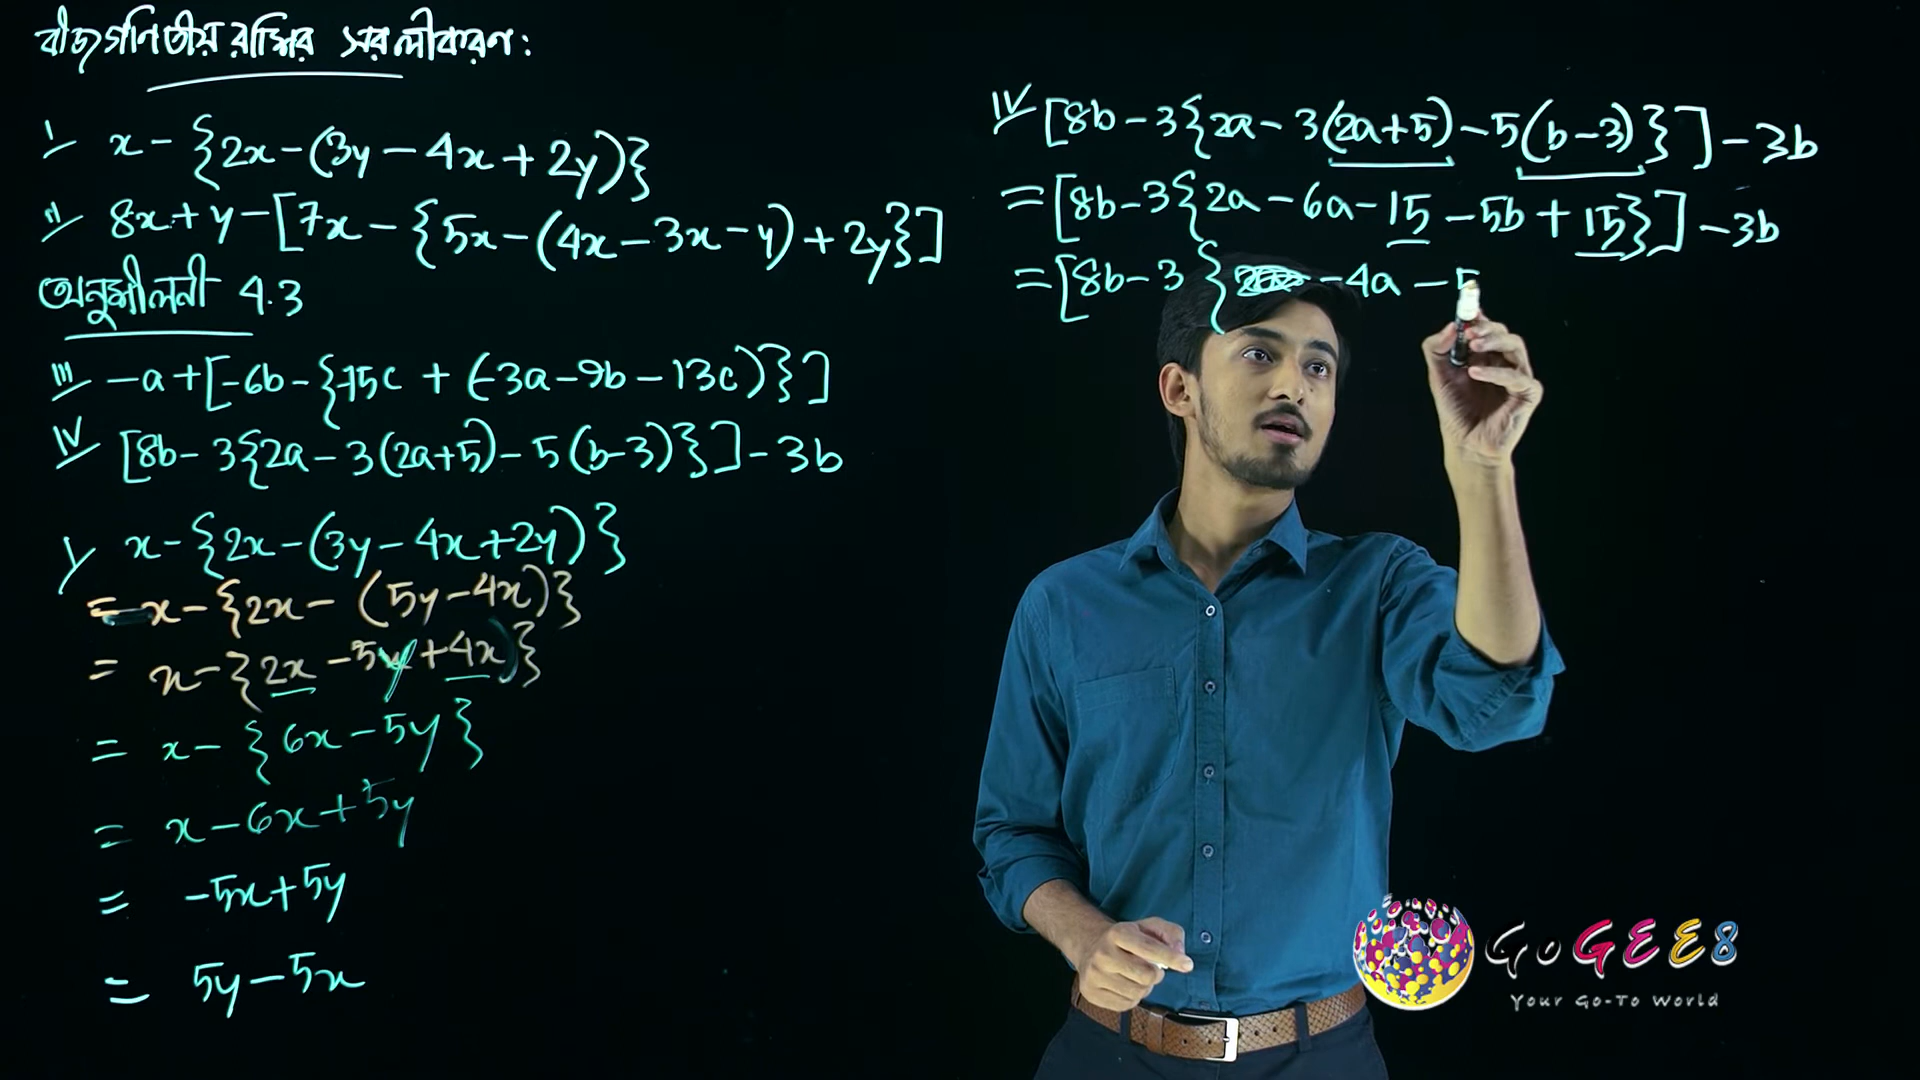 বীজগণিতীয় রাশির সরলীকরণ:
i x-{2x-(3y-4x+2y)}
ii 8x+y-[7x-{5x-(4x-3x-y)+2y}]
অনুশীলনী 4.3
iii -a+[-6b-{-15c+(-3a-9b-13c)}]
iv [8b-3{2a-3(2a+5)-5(b-3)}]-3b
i x-{2x-(3y-4x+2y)}
= x-{2x-(5y-4x)}
= x-{2x-5y+4x}
= x-{6x-5y}
= x-6x+5y
= -5x+5y
= 5y-5x
iv [8b-3{2a-3(2a+5)-5(b-3)}]-3b
=[8b-3{2a-6a-15-5b+15}]-3b
=[8b-3{-4a-5
GoGEE8
Your Go-To World